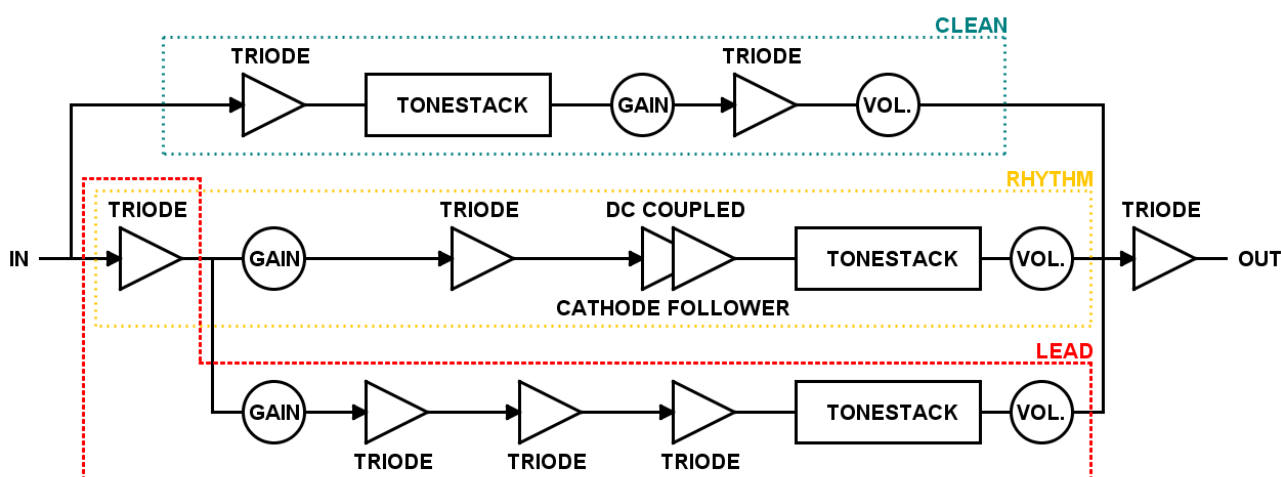 CLEAN
TRIODE
TRIODE
TONESTACK
GAIN
VOL.
RHYTHM
TRIODE
TRIODE
DC COUPLED
TRIODE
IN
GAIN
TONESTACK
VOL.
OUT
CATHODE FOLLOWER
LEAD
GAIN
TONESTACK
VOL.
TRIODE
TRIODE
TRIODE